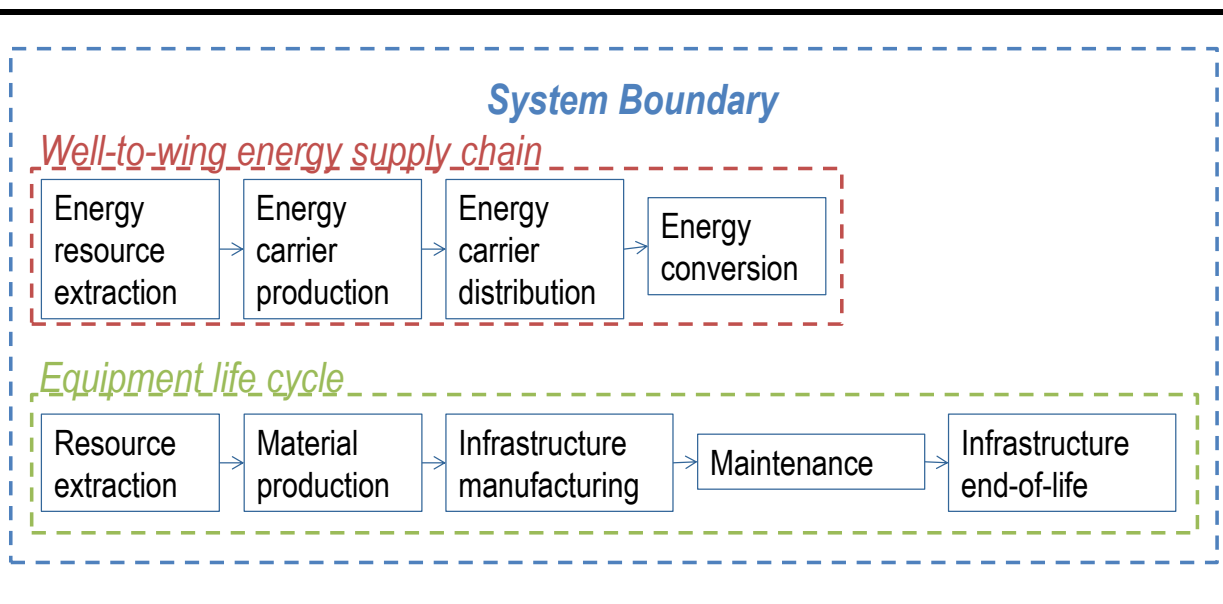 System Boundary
Well-to-wing energy supply chain
Energy
resource
extraction
Energy
carrier
production
Energy
carrier
distribution
Energy
conversion
Equipment life cycle
Resource
extraction
Material
production
Infrastructure
manufacturing
Maintenance
Infrastructure
end-of-life